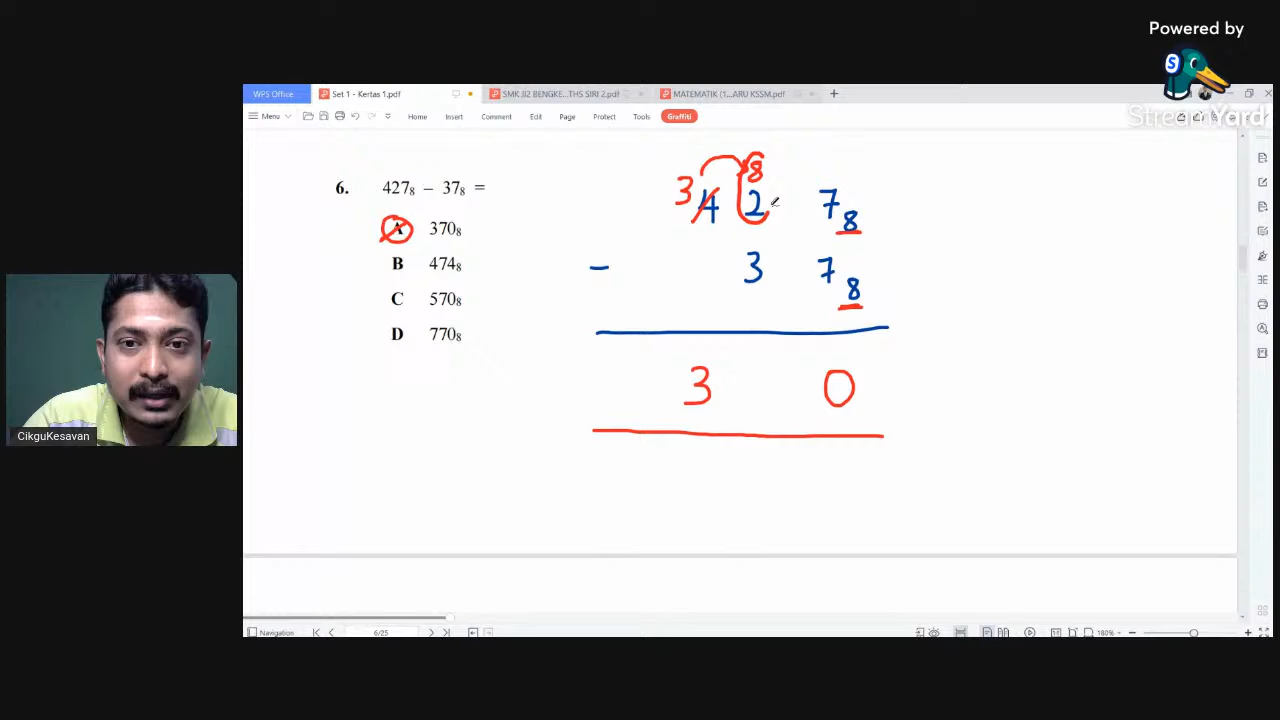 Powered by
S
StreamYard
WPS Office
Set 1 - Kertas 1.pdf
SMK JI2 BENGKE...THS SIRI 2.pdf
MATEMATIK (1...ARU KSSM.pdf
+
Menu
Home
Insert
Comment
Edit
Page
Protect
Tools
Graffiti
6. 427₈ – 37₈ =
A 370₈
B 474₈
C 570₈
D 770₈
8
3 4 2 7₈
– 3 7₈
3 0
CikguKesavan
Navigation
6/25
180%